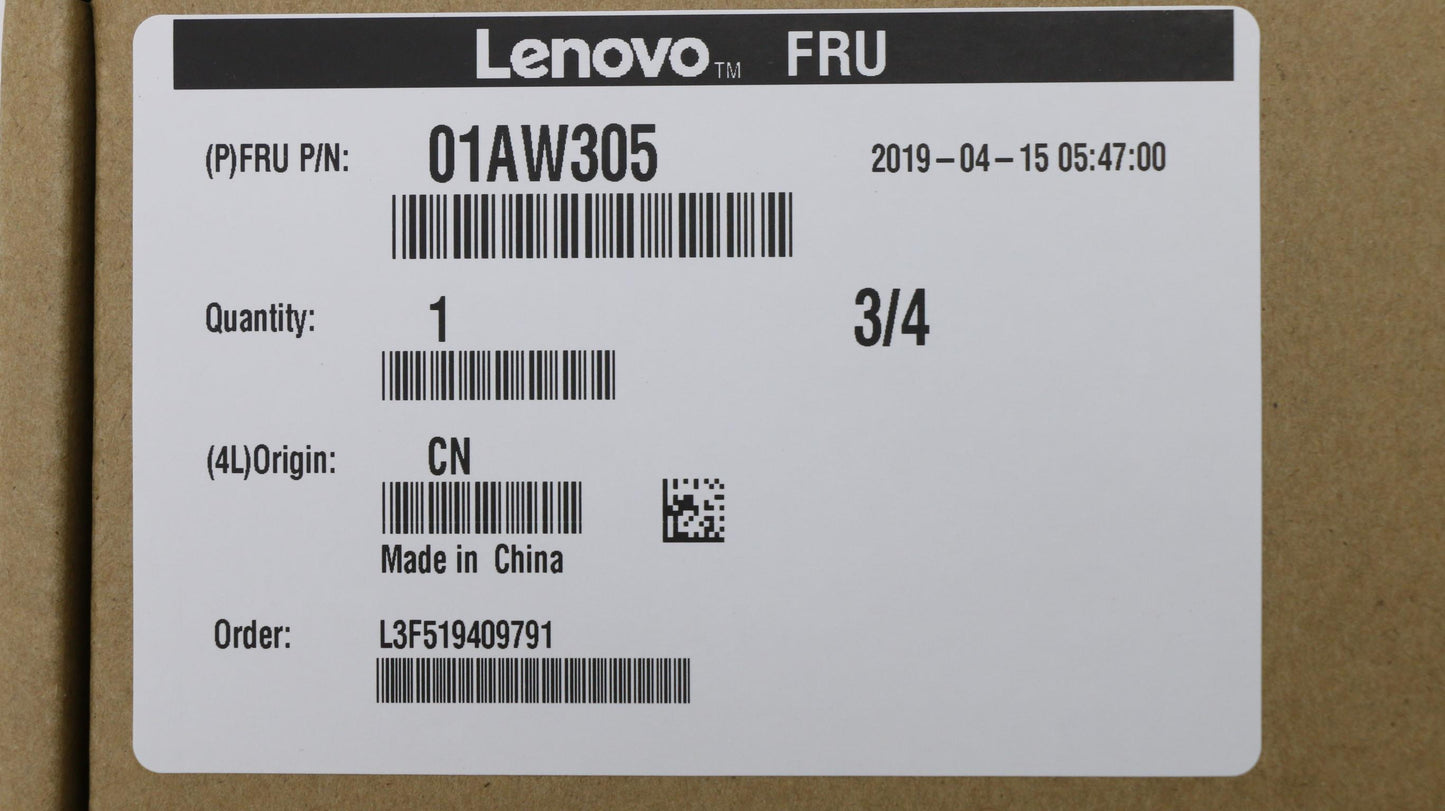 Lenovo™ FRU
(P)FRU P/N: 01AW305 2019-04-15 05:47:00
Quantity: 1 3/4
(4L)Origin: CN
Made in China
Order: L3F519409791